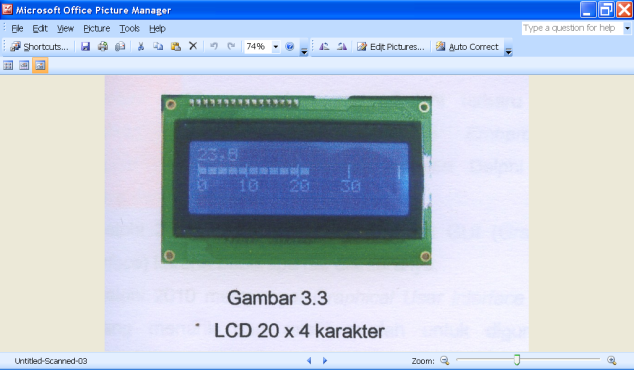 Microsoft Office Picture Manager
File Edit View Picture Tools Help
Type a question for help
Shortcuts... 74% Edit Pictures... Auto Correct
23.8
0 10 20 30
Delphi
Gambar 3.3
LCD 20 x 4 karakter
Untitled-Scanned-03
Zoom: